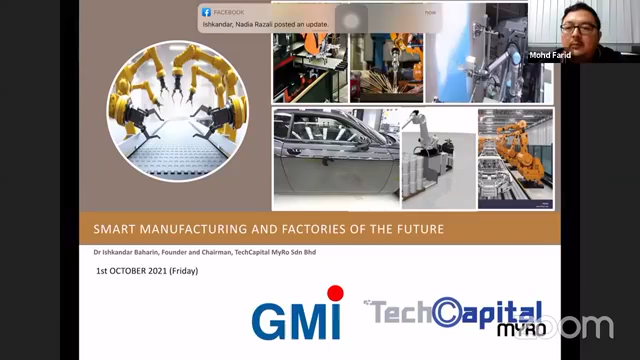 FACEBOOK
now
Ishkandar, Nadia Razali posted an update.
Mohd Farid
SMART MANUFACTURING AND FACTORIES OF THE FUTURE
Dr Ishkandar Baharin, Founder and Chairman, TechCapital MyRo Sdn Bhd
1st OCTOBER 2021 (Friday)
GMI
TechCapital
MYRO
zoom